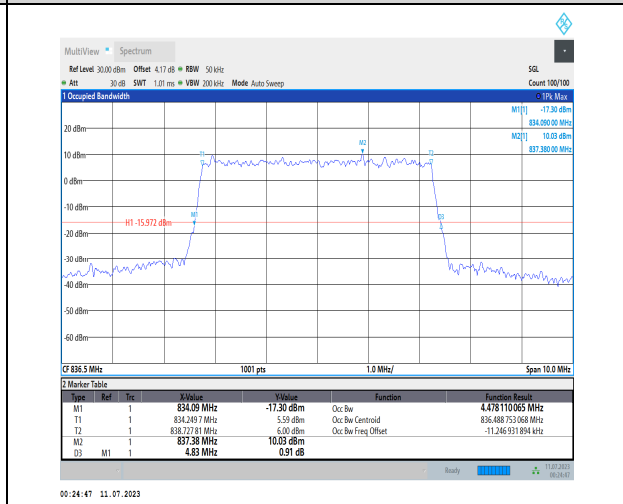 MultiView Spectrum
Ref Level 30.00 dBm Offset 4.17 dB RBW 50 kHz SGL
Att 30 dB SWT 1.01 ms VBW 200 kHz Mode Auto Sweep Count 100/100
1 Occupied Bandwidth 1Pk Max
M1[1] -17.30 dBm
834.090 00 MHz
M2[1] 10.03 dBm
837.380 00 MHz
20 dBm
M2
T1 T2
10 dBm
0 dBm
-10 dBm
M1 D3
H1 -15.972 dBm
-20 dBm
-30 dBm
-40 dBm
-50 dBm
-60 dBm
CF 836.5 MHz 1001 pts 1.0 MHz/ Span 10.0 MHz
2 Marker Table
Type Ref Trc X-Value Y-Value Function Function Result
M1 1 834.09 MHz -17.30 dBm Occ Bw 4.478 110 065 MHz
T1 1 834.249 7 MHz 5.59 dBm Occ Bw Centroid 836.488 753 068 MHz
T2 1 838.727 81 MHz 6.00 dBm Occ Bw Freq Offset -11.246 931 894 kHz
M2 1 837.38 MHz 10.03 dBm
D3 M1 1 4.83 MHz 0.91 dB
Ready 11.07.2023
00:24:47
00:24:47 11.07.2023